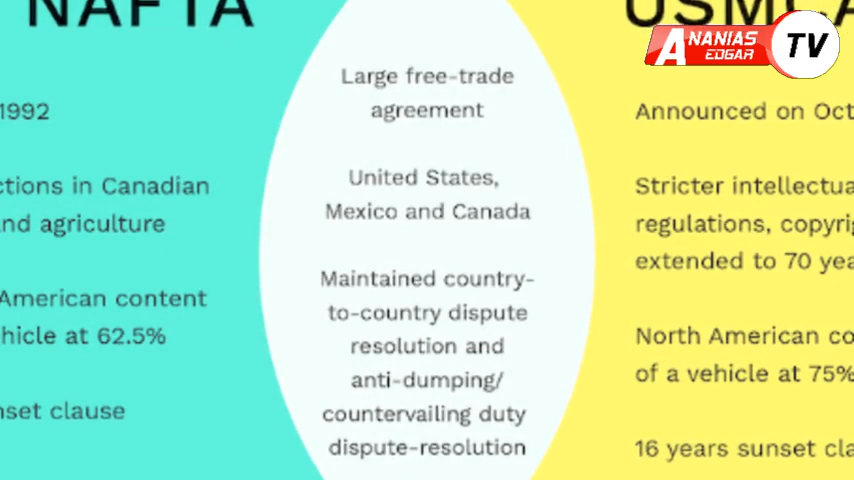 NAFTA
1992
ctions in Canadian
nd agriculture
American content
hicle at 62.5%
nset clause
Large free-trade
agreement
United States,
Mexico and Canada
Maintained country-
to-country dispute
resolution and
anti-dumping/
countervailing duty
dispute-resolution
USMCA
Announced on Oct
Stricter intellectua
regulations, copyrig
extended to 70 yea
North American co
of a vehicle at 75%
16 years sunset cla
ANANIAS
EDGAR
TV